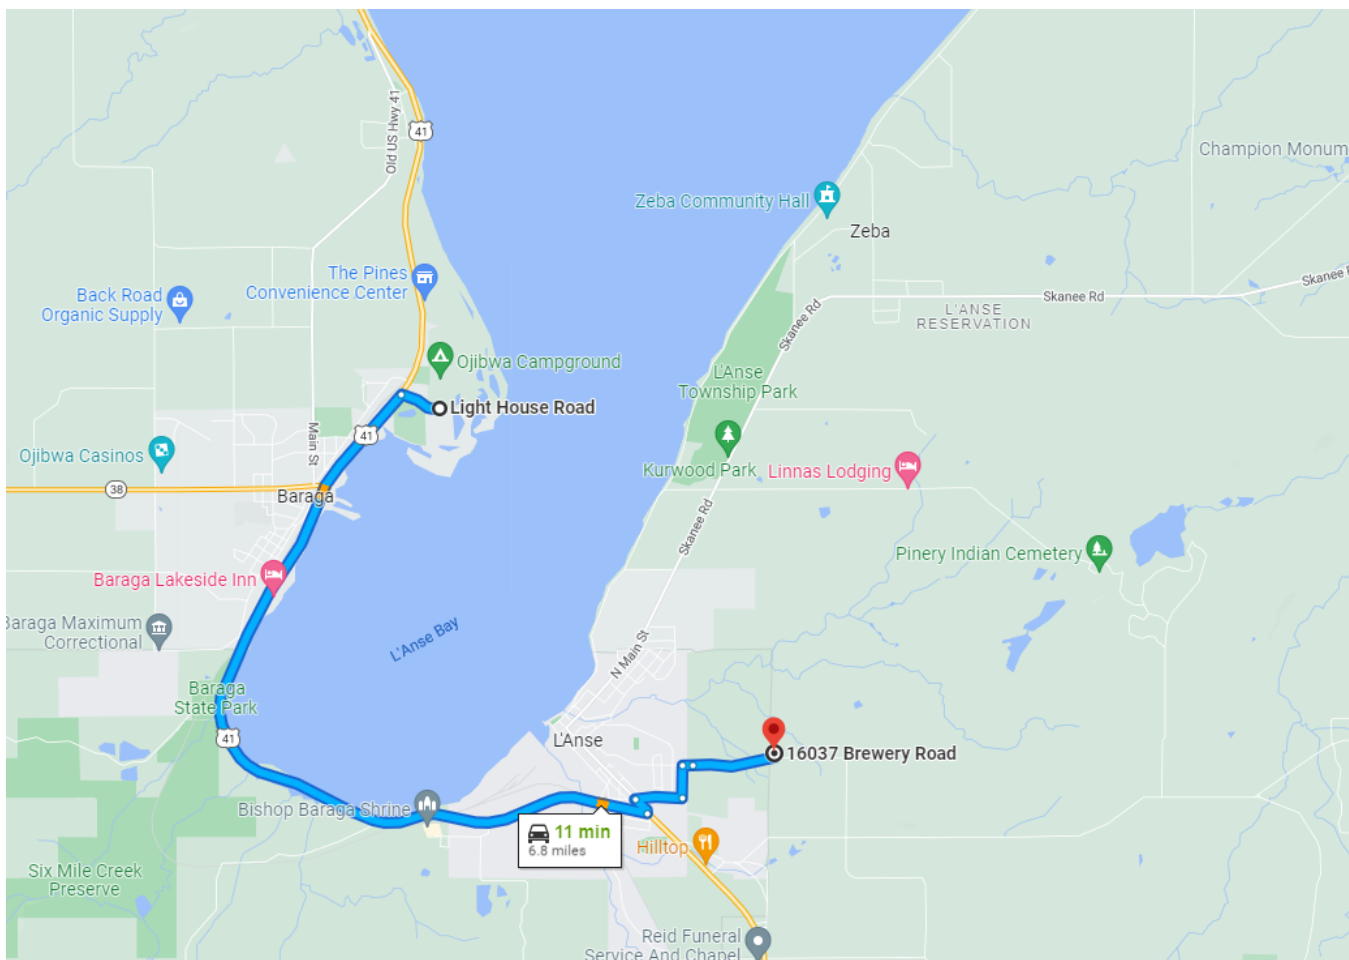 Old US Hwy 41
41
Champion Monum
Zeba Community Hall
Zeba
The Pines
Convenience Center
Back Road
Organic Supply
Skanee Rd
Skanee R
L'ANSE
RESERVATION
Skanee Rd
Ojibwa Campground
L'Anse
Township Park
Light House Road
41
Main St
Ojibwa Casinos
Kurwood Park
Linnas Lodging
38
Baraga
Skanee Rd
Pinery Indian Cemetery
Baraga Lakeside Inn
Baraga Maximum
Correctional
L'Anse Bay
N Main St
Baraga
State Park
41
L'Anse
16037 Brewery Road
Bishop Baraga Shrine
11 min
6.8 miles
Hilltop
Six Mile Creek
Preserve
Reid Funeral
Service And Chapel